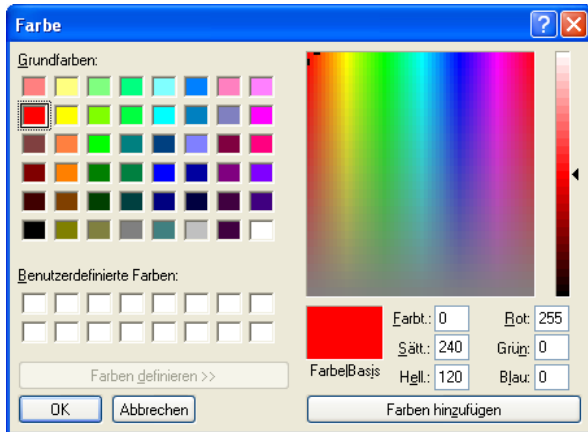 Farbe
Grundfarben:
Benutzerdefinierte Farben:
Farben definieren >>
OK
Abbrechen
Farbe|Basis
Farbt.: 0
Sätt.: 240
Hell.: 120
Rot: 255
Grün: 0
Blau: 0
Farben hinzufügen